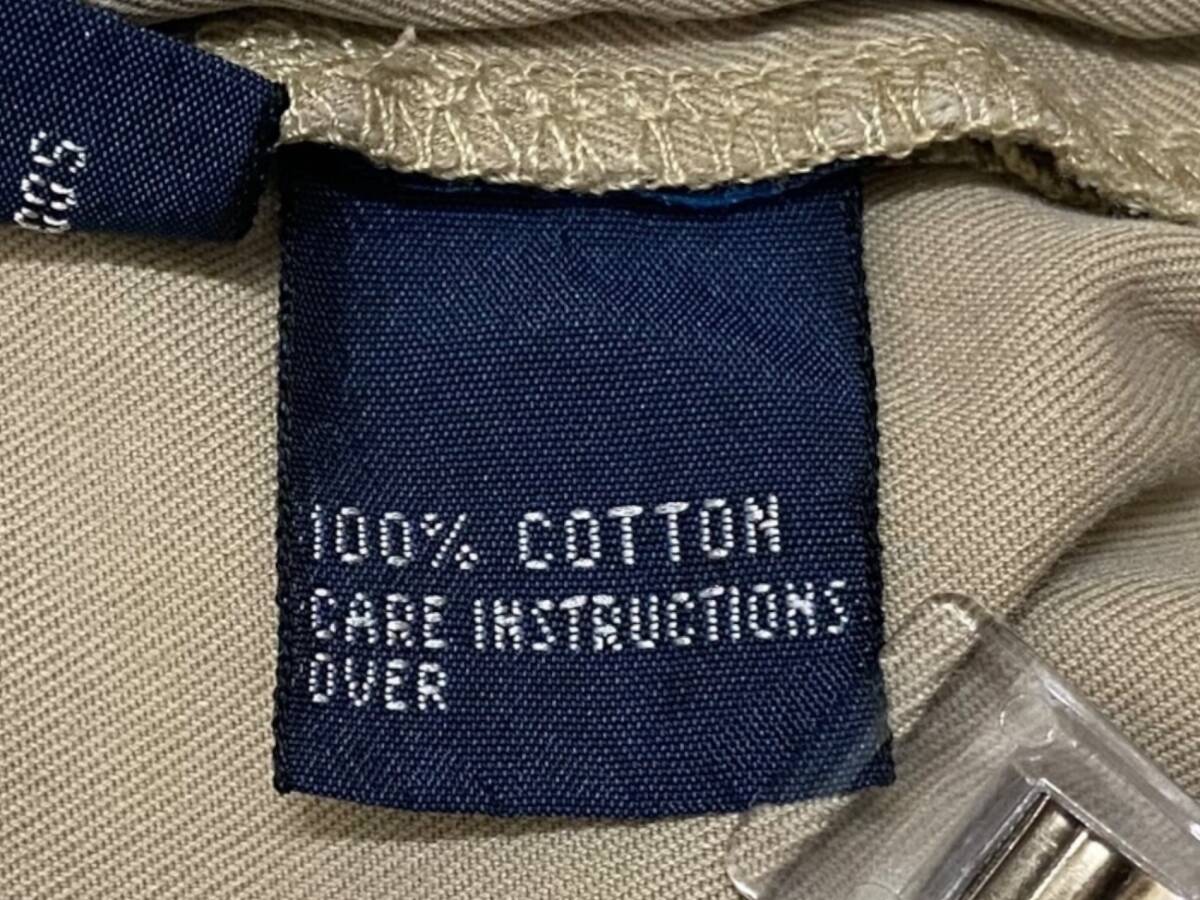 100% COTTON
CARE INSTRUCTIONS
OVER